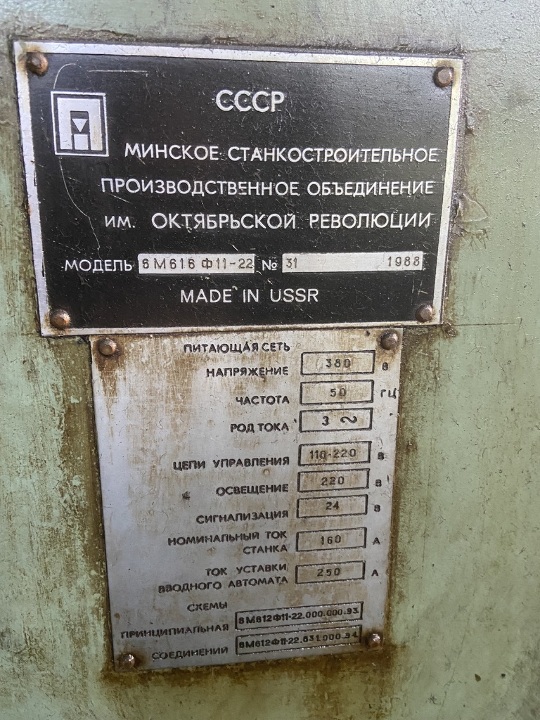 СССР
МИНСКОЕ СТАНКОСТРОИТЕЛЬНОЕ
ПРОИЗВОДСТВЕННОЕ ОБЪЕДИНЕНИЕ
ИМ. ОКТЯБРЬСКОЙ РЕВОЛЮЦИИ
МОДЕЛЬ 6М616Ф11-22 № 31 1988
MADE IN USSR
ПИТАЮЩАЯ СЕТЬ
НАПРЯЖЕНИЕ 380 В
ЧАСТОТА 50 ГЦ
РОД ТОКА 3 ~
ЦЕПИ УПРАВЛЕНИЯ 110-220 В
ОСВЕЩЕНИЕ 220 В
СИГНАЛИЗАЦИЯ 24 В
НОМИНАЛЬНЫЙ ТОК
СТАНКА 160 А
ТОК УСТАВКИ
ВВОДНОГО АВТОМАТА 250 А
СХЕМЫ
ПРИНЦИПИАЛЬНАЯ
СОЕДИНЕНИЙ